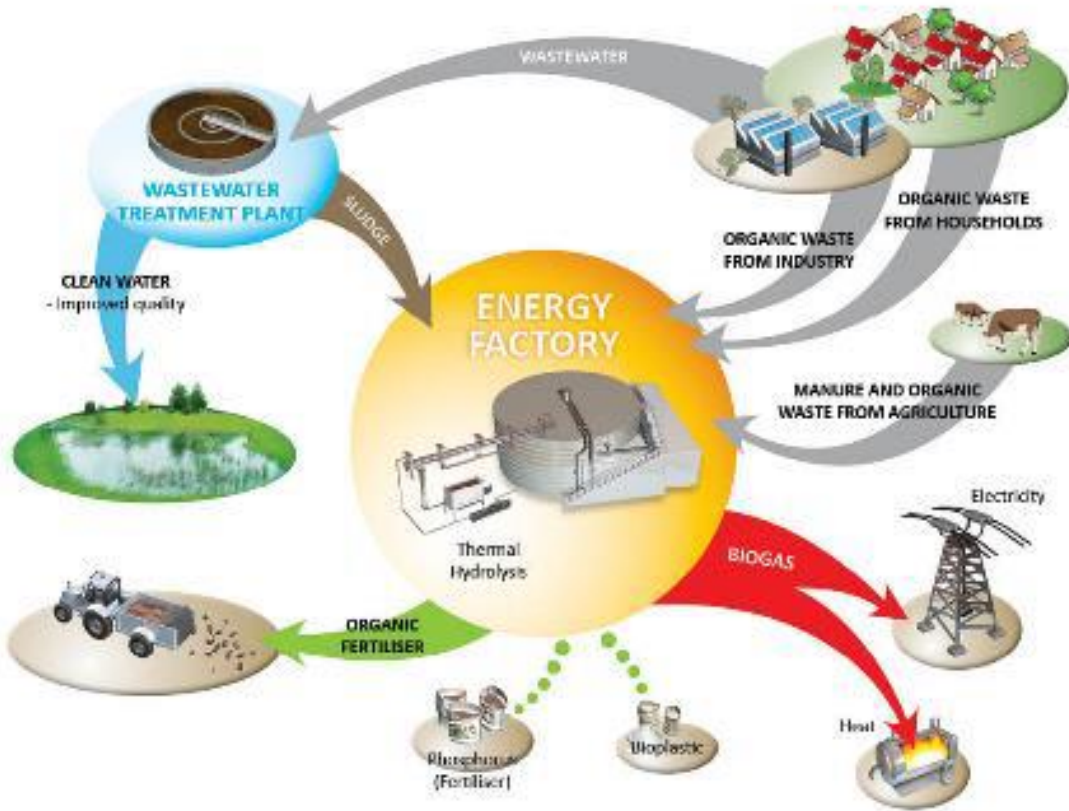 WASTEWATER
WASTEWATER
TREATMENT PLANT
SLUDGE
ORGANIC WASTE
FROM HOUSEHOLDS
ORGANIC WASTE
FROM INDUSTRY
CLEAN WATER
- Improved quality
ENERGY
FACTORY
MANURE AND ORGANIC
WASTE FROM AGRICULTURE
Electricity
Thermal
Hydrolysis
BIOGAS
ORGANIC
FERTILISER
Heat
Phosphorus
(Fertiliser)
Bioplastic